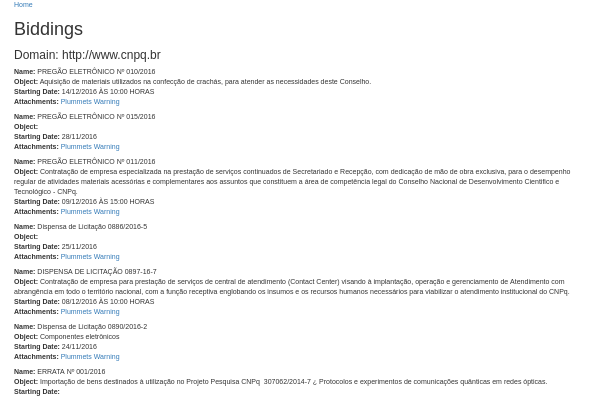 Home
Biddings
Domain: http://www.cnpq.br
Name: PREGÃO ELETRÔNICO Nº 010/2016
Object: Aquisição de materiais utilizados na confecção de crachás, para atender as necessidades deste Conselho.
Starting Date: 14/12/2016 ÀS 10:00 HORAS
Attachments: Plummets Warning
Name: PREGÃO ELETRÔNICO Nº 015/2016
Object:
Starting Date: 28/11/2016
Attachments: Plummets Warning
Name: PREGÃO ELETRÔNICO Nº 011/2016
Object: Contratação de empresa especializada na prestação de serviços continuados de Secretariado e Recepção, com dedicação de mão de obra exclusiva, para o desempenho
regular de atividades materiais acessórias e complementares aos assuntos que constituem a área de competência legal do Conselho Nacional de Desenvolvimento Científico e
Tecnológico - CNPq.
Starting Date: 09/12/2016 ÀS 15:00 HORAS
Attachments: Plummets Warning
Name: Dispensa de Licitação 0886/2016-5
Object:
Starting Date: 25/11/2016
Attachments: Plummets Warning
Name: DISPENSA DE LICITAÇÃO 0897-16-7
Object: Contratação de empresa para prestação de serviços de central de atendimento (Contact Center) visando à implantação, operação e gerenciamento de Atendimento com
abrangência em todo o território nacional, com a função receptiva englobando os insumos e os recursos humanos necessários para viabilizar o atendimento institucional do CNPq.
Starting Date: 08/12/2016 ÀS 10:00 HORAS
Attachments: Plummets Warning
Name: Dispensa de Licitação 0890/2016-2
Object: Componentes eletrônicos
Starting Date: 24/11/2016
Attachments: Plummets Warning
Name: ERRATA Nº 001/2016
Object: Importação de bens destinados à utilização no Projeto Pesquisa CNPq 307062/2014-7 ¿ Protocolos e experimentos de comunicações quânticas em redes ópticas.
Starting Date: